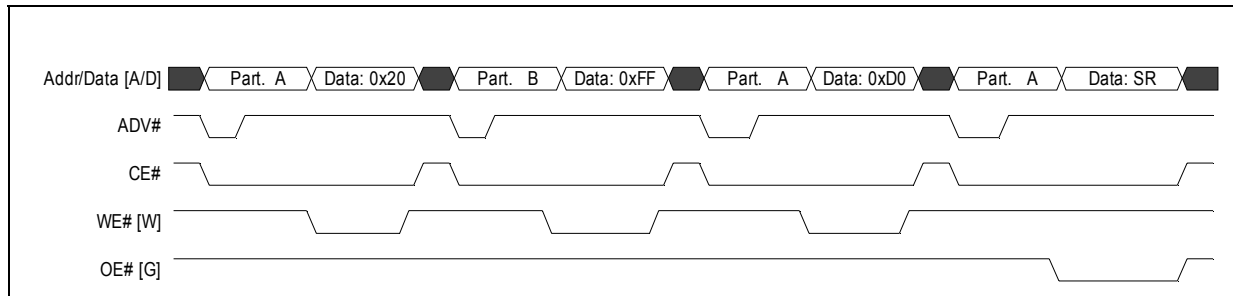 Addr/Data [A/D] Part. A Data: 0x20 Part. B Data: 0xFF Part. A Data: 0xD0 Part. A Data: SR
ADV#
CE#
WE# [W]
OE# [G]